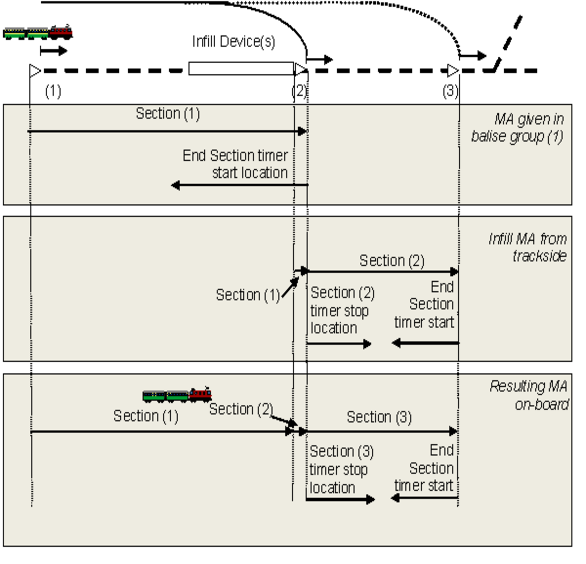 Infill Device(s)
(1)
(2)
(3)
Section (1)
MA given in
balise group (1)
End Section timer
start location
Infill MA from
trackside
Section (2)
Section (1)
Section (2)
timer stop
location
End
Section
timer start
Resulting MA
on-board
Section (1)
Section (2)
Section (3)
Section (3)
timer stop
location
End
Section
timer start